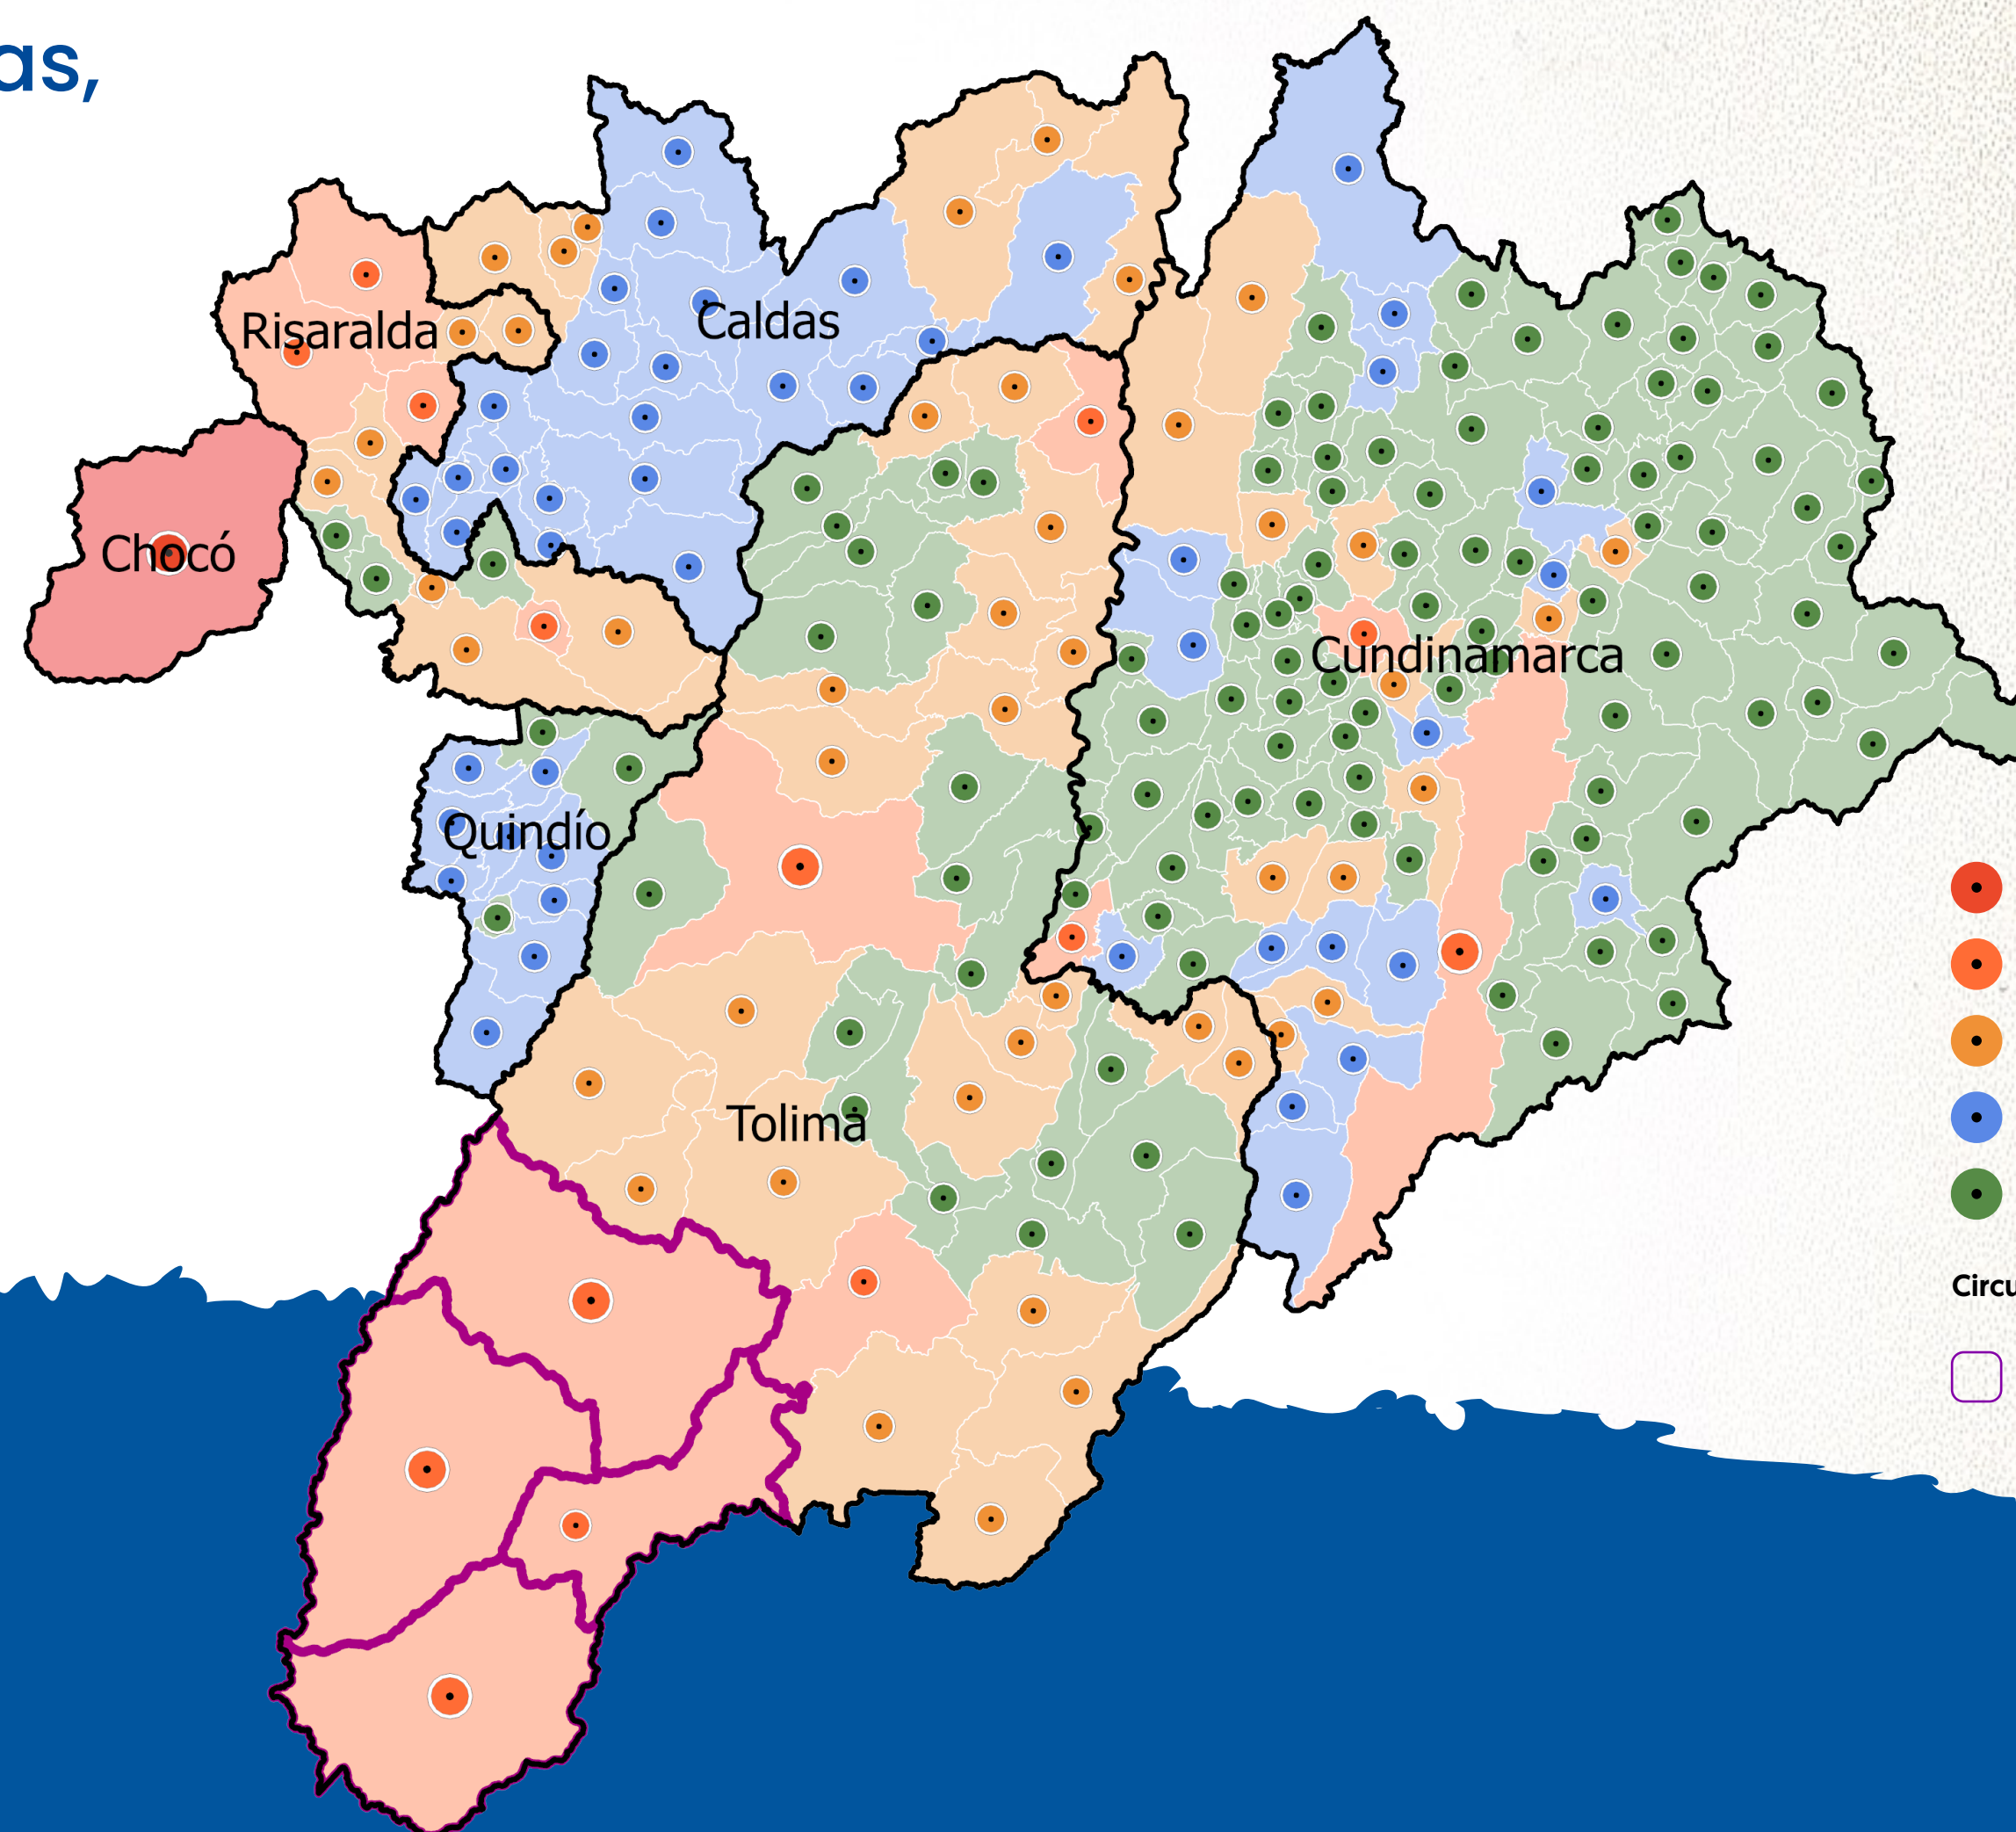 as,
Risaralda
Caldas
Chocó
Cundinamarca
Quindío
Tolima
Circu